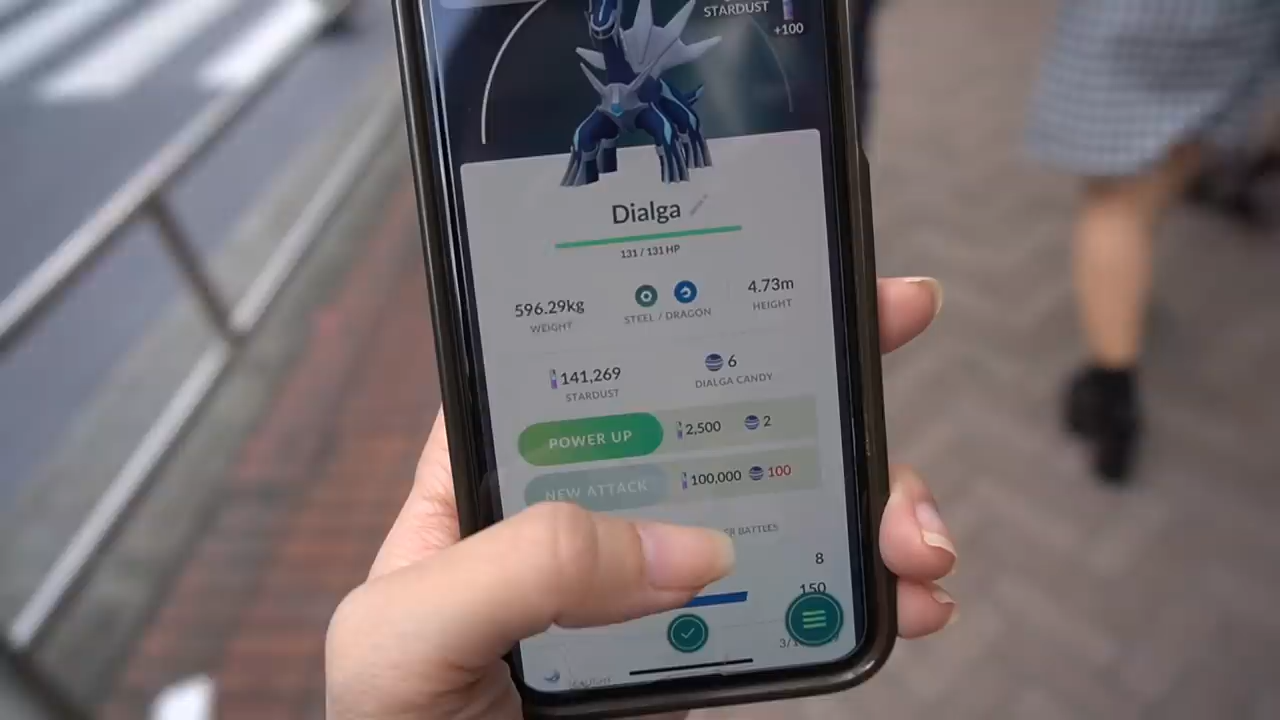 STARDUST
+100
Dialga
131 / 131 HP
596.29kg
WEIGHT
STEEL / DRAGON
4.73m
HEIGHT
141,269
STARDUST
6
DIALGA CANDY
POWER UP
2,500
2
NEW ATTACK
100,000
100
BATTLES
8
150